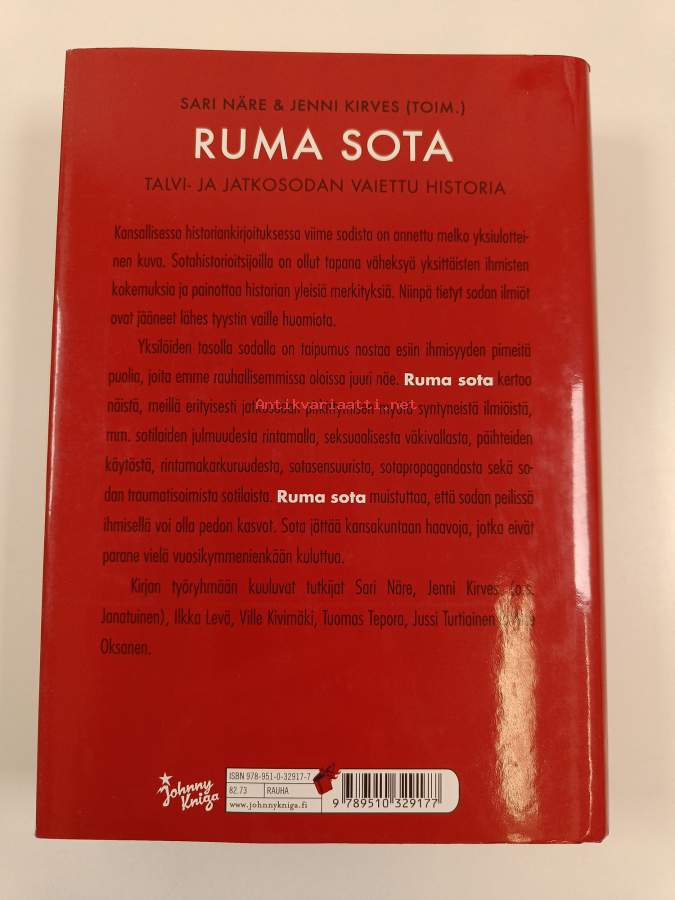 SARI NÄRE & JENNI KIRVES (TOIM.)
RUMA SOTA
TALVI- JA JATKOSODAN VAIETTU HISTORIA
Kansallisessa historiankirjoituksessa viime sodista on annettu melko yksiulottei-
nen kuva. Sotahistorioitsijoilla on ollut tapana väheksyä yksittäisten ihmisten
kokemuksia ja painottaa historian yleisiä merkityksiä. Niinpä tietyt sodan ilmiöt
ovat jääneet lähes tyystin vaille huomiota.
Yksilöiden tasolla sodalla on taipumus nostaa esiin ihmisyyden pimeitä
puolia, joita emme rauhallisemmissa oloissa juuri näe. Ruma sota kertoo
Antikvariaatti.net
näistä, meillä erityisesti jatkosodan pitkittymisen myötä syntyneistä ilmiöistä,
mm. sotilaiden julmuudesta rintamalla, seksuaalisesta väkivallasta, päihteiden
käytöstä, rintamakarkuruudesta, sotasensuurista, sotapropagandasta sekä so-
dan traumatisoimista sotilaista. Ruma sota muistuttaa, että sodan peilissä
ihmisellä voi olla pedon kasvot. Sota jättää kansakuntaan haavoja, jotka eivät
parane vielä vuosikymmenienkään kuluttua.
Kirjan työryhmään kuuluvat tutkijat Sari Näre, Jenni Kirves (o.s.
Janatuinen), Ilkka Levä, Ville Kivimäki, Tuomas Tepora, Jussi Turtiainen
Oksanen.
Johnny
Kniga
ISBN 978-951-0-32917-7
82.73 RAUHA
www.johnnykniga.fi
9 789510 329177